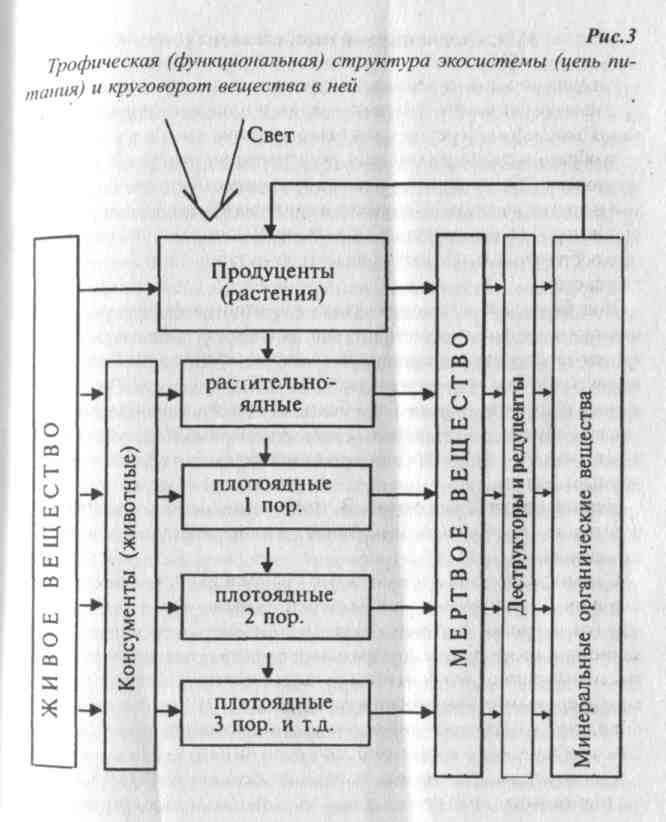 Рис.3
Трофическая (функциональная) структура экосистемы (цепь пи-
тания) и круговорот вещества в ней
Свет
Продуценты
(растения)
растительно-
ядные
плотоядные
1 пор.
плотоядные
2 пор.
плотоядные
3 пор. и т.д.
ЖИВОЕ ВЕЩЕСТВО
Консументы (животные)
МЕРТВОЕ ВЕЩЕСТВО
Деструкторы и редуценты
Минеральные органические вещества